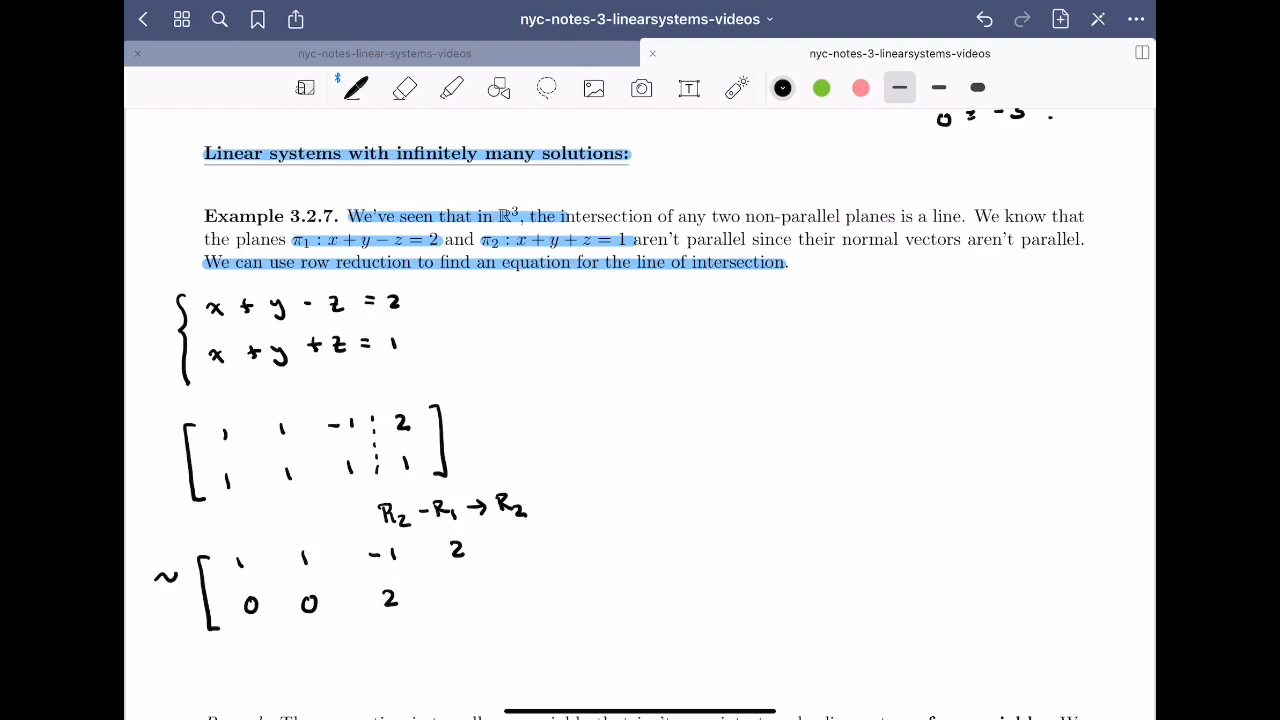 nyc-notes-3-linearsystems-videos
nyc-notes-linear-systems-videos
nyc-notes-3-linearsystems-videos
T
Linear systems with infinitely many solutions:
Example 3.2.7. We've seen that in ℝ³, the intersection of any two non-parallel planes is a line. We know that
the planes π₁ : x + y − z = 2 and π₂ : x + y + z = 1 aren't parallel since their normal vectors aren't parallel.
We can use row reduction to find an equation for the line of intersection.
x + y - z = 2
x + y + z = 1
1 1 -1 2
1 1 1 1
R₂ - R₁ → R₂
~ [ 1 1 -1 2
0 0 2